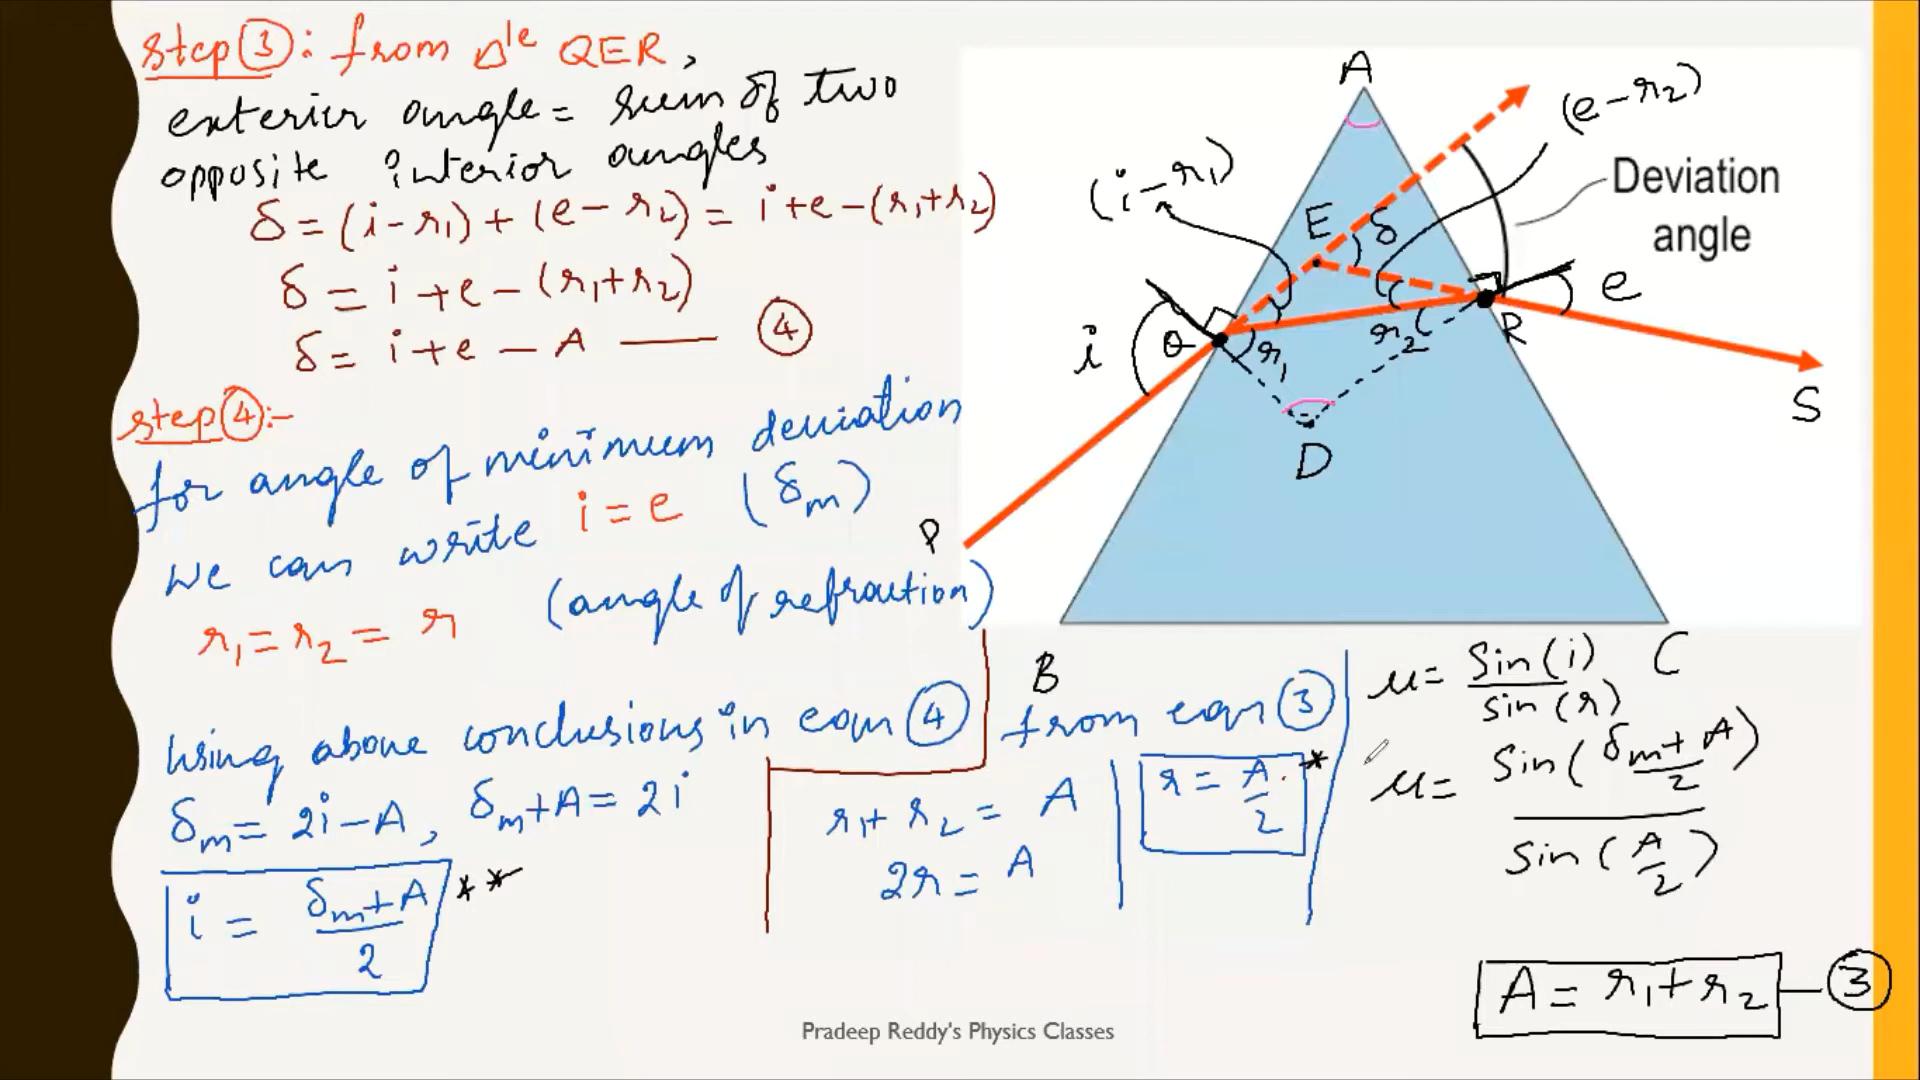 step ③: from Δle QER,
exterior angle = sum of two
opposite interior angles
δ = (i-r₁) + (e-r₂) = i+e-(r₁+r₂)
δ = i+e-(r₁+r₂)
δ = i+e-A —— ④
step ④:-
for angle of minimum deviation
we can write i=e (δm)
r₁=r₂=r (angle of refraction)
using above conclusions in eqn ④
δm=2i-A, δm+A=2i
i = (δm+A)/2 **
from eqn ③
r₁+r₂ = A
2r = A
r = A/2 *
μ = sin(i)/sin(r)
μ = sin((δm+A)/2)/sin(A/2)
A = r₁+r₂ — ③
A
(e-r₂)
(i-r₁)
Deviation
angle
E
δ
e
i
Q
r₁
r₂
R
S
D
P
B
C
Pradeep Reddy's Physics Classes